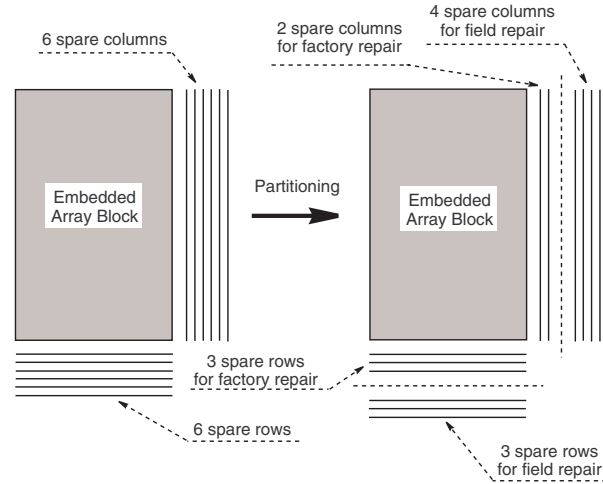 6 spare columns
Embedded
Array Block
6 spare rows
Partitioning
2 spare columns
for factory repair
4 spare columns
for field repair
Embedded
Array Block
3 spare rows
for factory repair
3 spare rows
for field repair